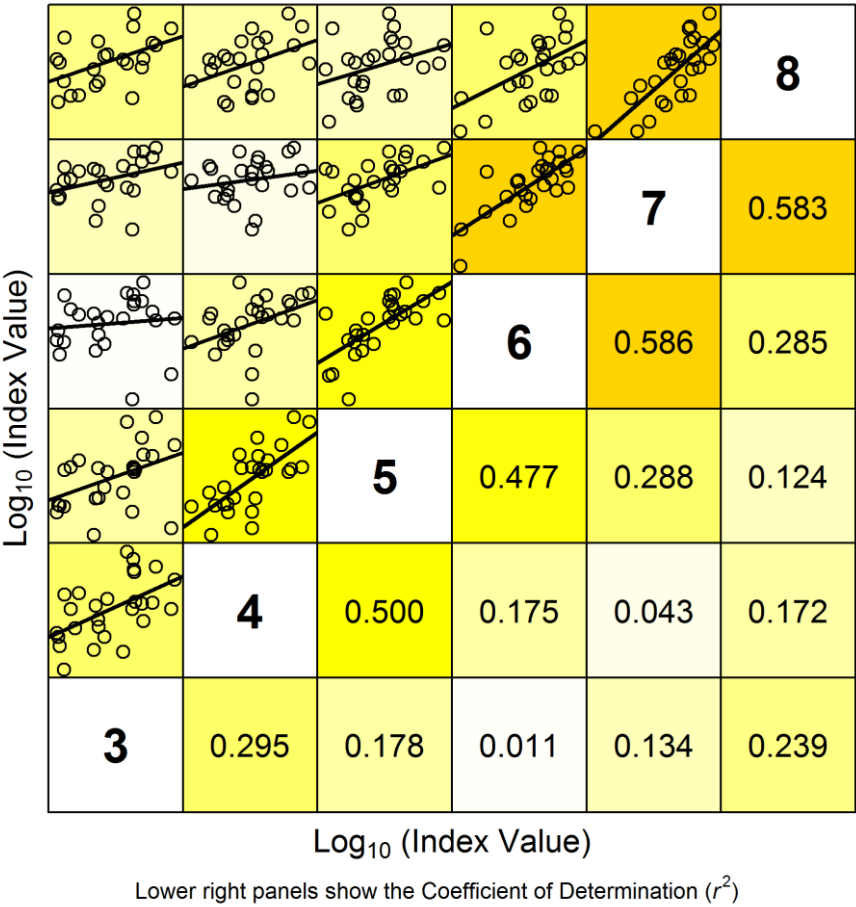 8
7 0.583
6 0.586 0.285
5 0.477 0.288 0.124
4 0.500 0.175 0.043 0.172
3 0.295 0.178 0.011 0.134 0.239
Log₁₀ (Index Value)
Log₁₀ (Index Value)
Lower right panels show the Coefficient of Determination (r²)